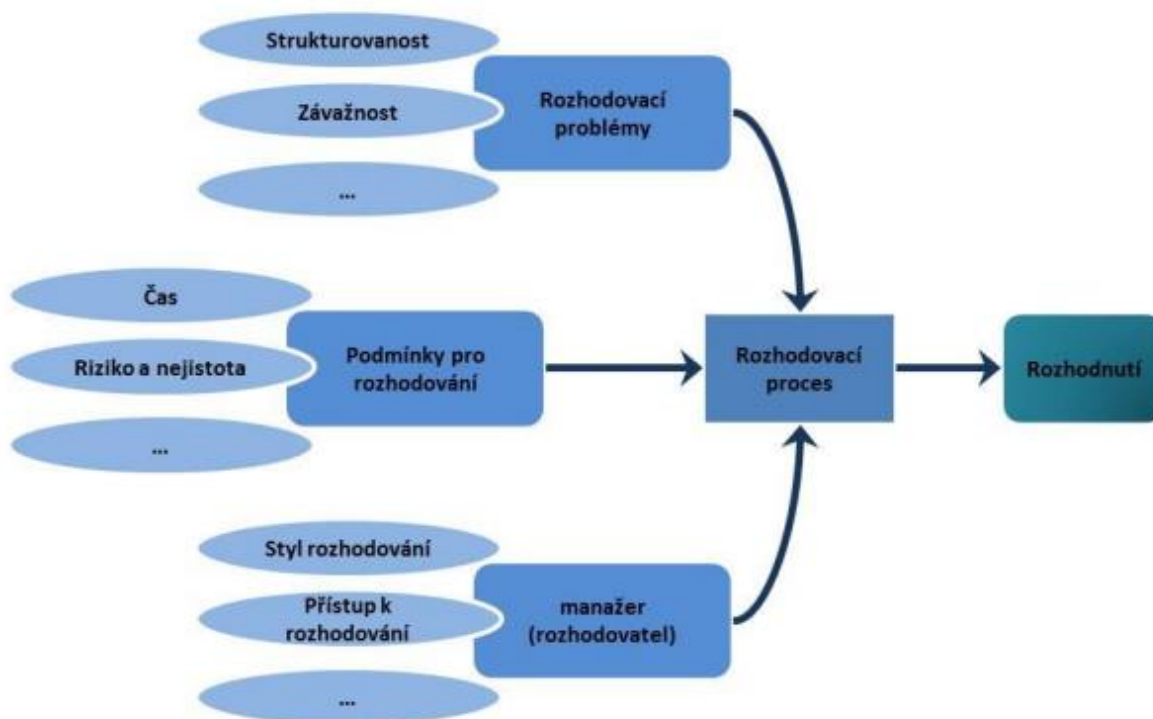 Strukturovanost
Závažnost
...
Rozhodovací
problémy
Čas
Riziko a nejistota
...
Podmínky pro
rozhodování
Rozhodovací
proces
Rozhodnutí
Styl rozhodování
Přístup k
rozhodování
...
manažer
(rozhodovatel)